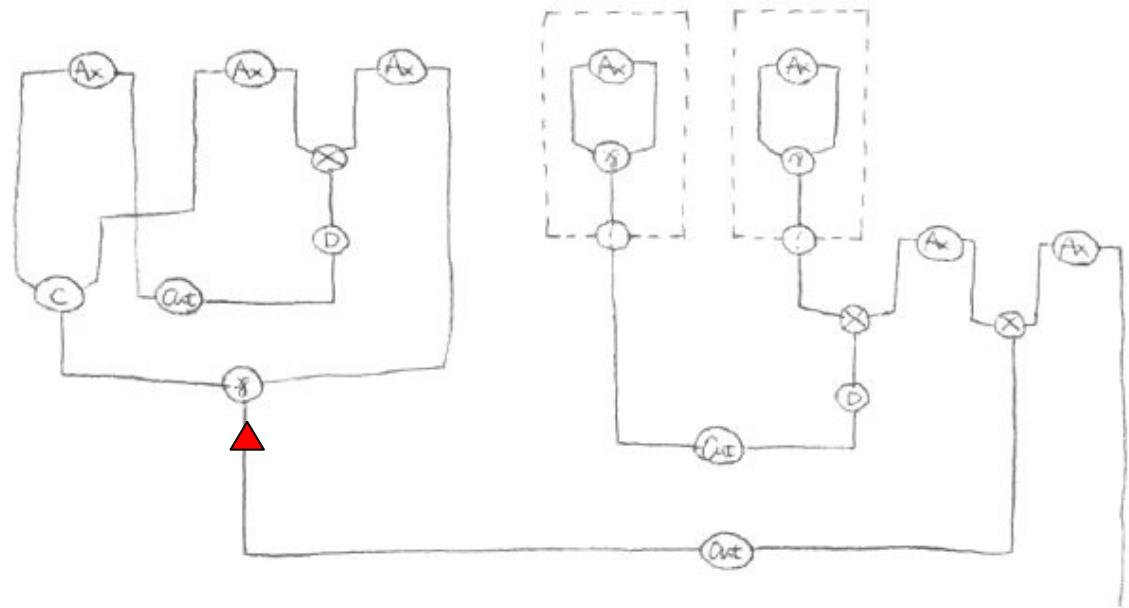 Ax Ax Ax Ax Ax
⊗ ⅋ ⅋
D ! ! Ax Ax
C Cut ⊗ ⊗
⅋ D
Cut
Cut